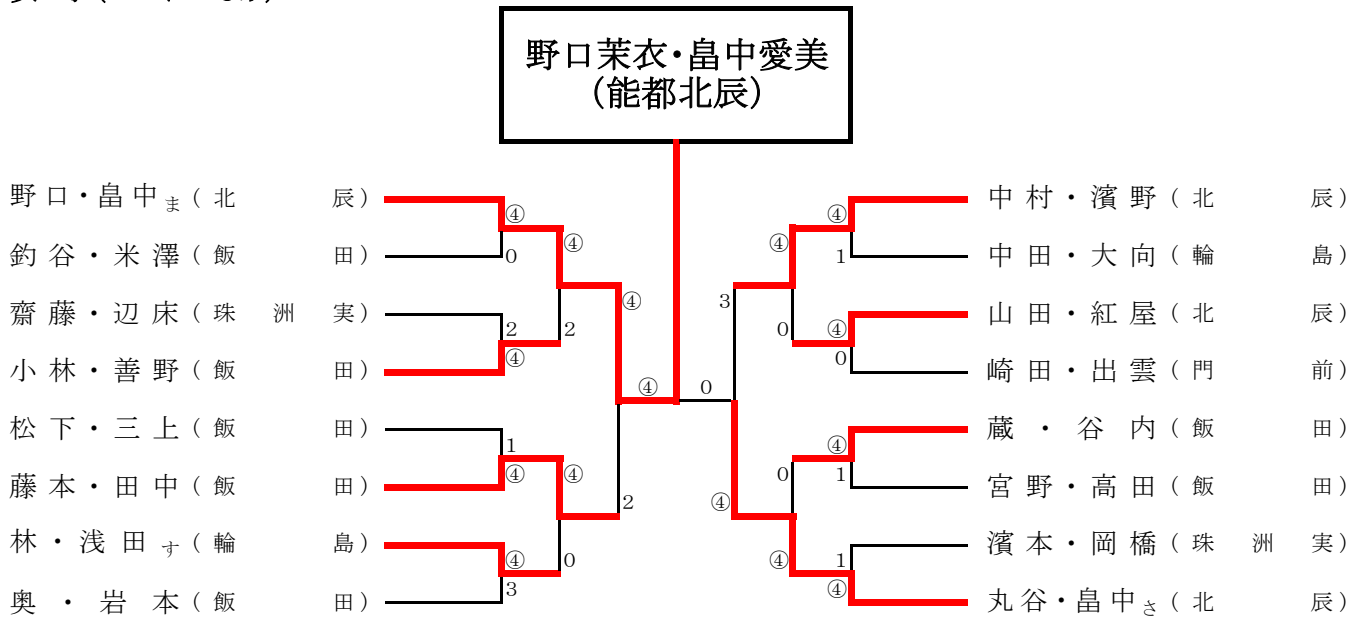 野口茉衣・畠中愛美
(能都北辰)
野口・畠中ま(北辰)
④
釣谷・米澤(飯田)
0
④
齋藤・辺床(珠洲実)
2
2
小林・善野(飯田)
④
④
松下・三上(飯田)
1
藤本・田中(飯田)
④
④
2
林・浅田す(輪島)
④
0
奥・岩本(飯田)
3
④
0
中村・濱野(北辰)
④
中田・大向(輪島)
1
④
山田・紅屋(北辰)
④
0
崎田・出雲(門前)
0
3
蔵・谷内(飯田)
④
宮野・高田(飯田)
1
0
④
濱本・岡橋(珠洲実)
1
④
丸谷・畠中さ(北辰)
④